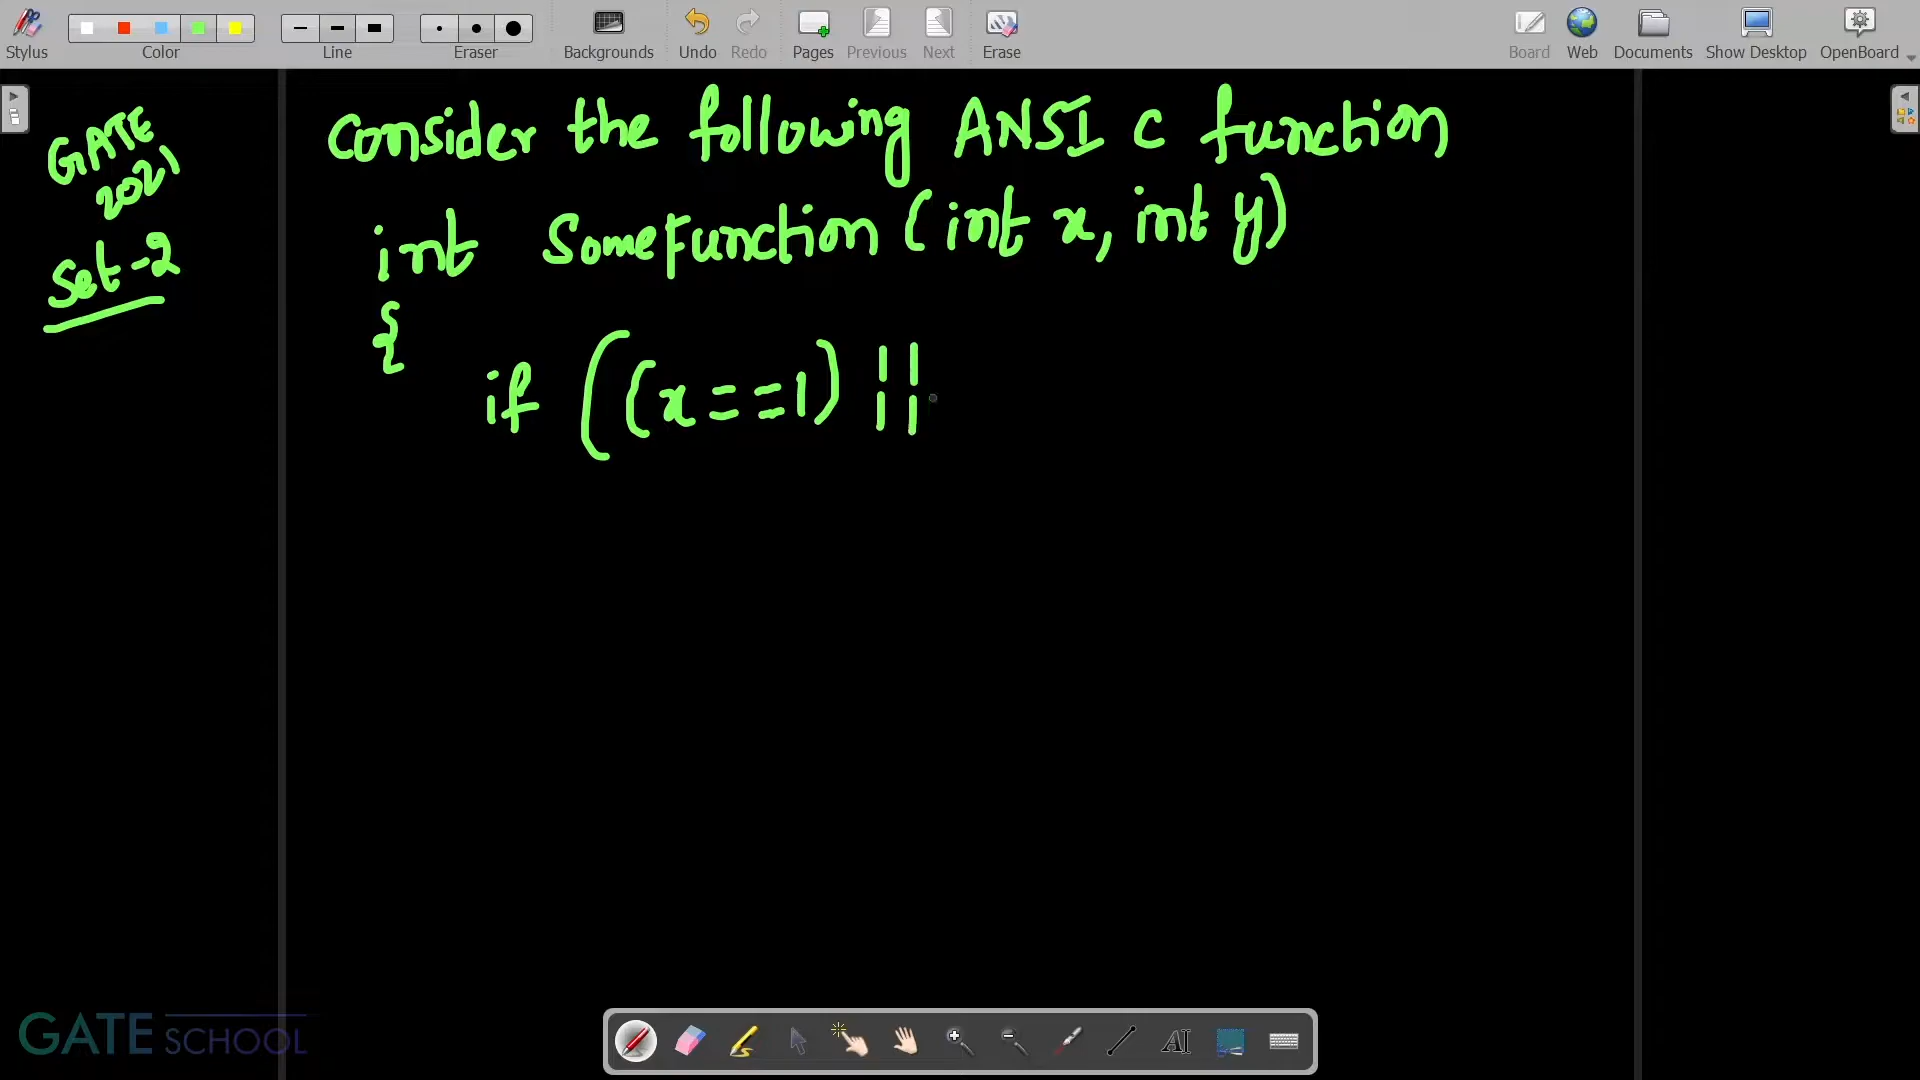 Stylus Color Line Eraser Backgrounds Undo Redo Pages Previous Next Erase Board Web Documents Show Desktop OpenBoard
GATE
2021
Set-2
Consider the following ANSI C function
int Somefunction (int x, int y)
{
if ((x==1) ||
GATE SCHOOL